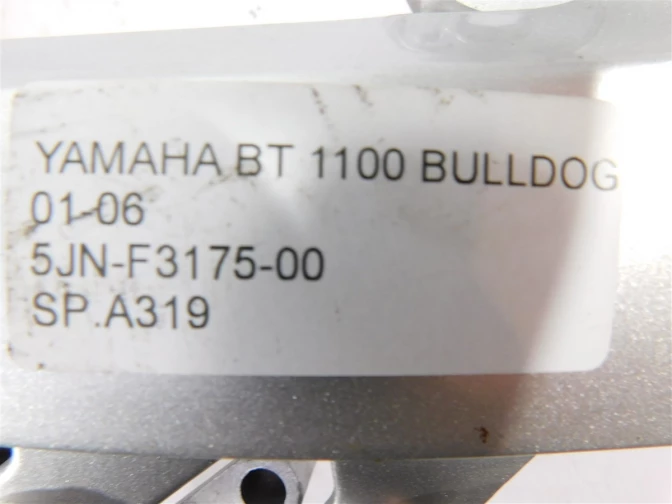 YAMAHA BT 1100 BULLDOG
01-06
5JN-F3175-00
SP.A319